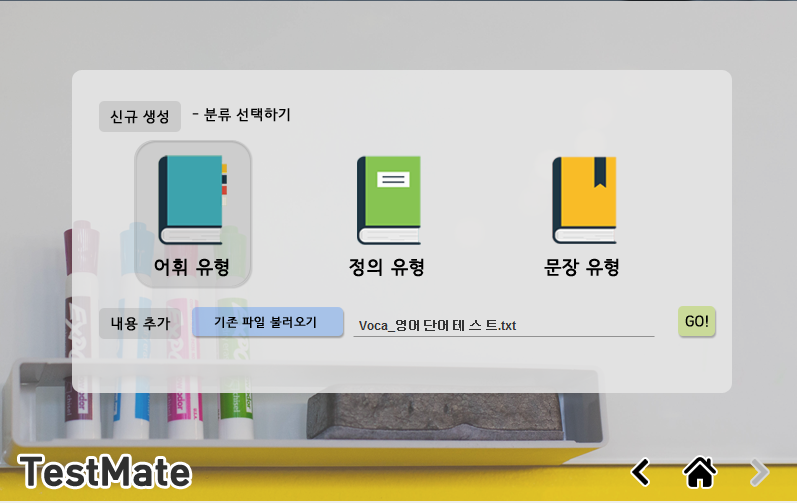 신규 생성 - 분류 선택하기
어휘 유형 정의 유형 문장 유형
내용 추가 기존 파일 불러오기 Voca_영어단어테스트.txt GO!
TestMate